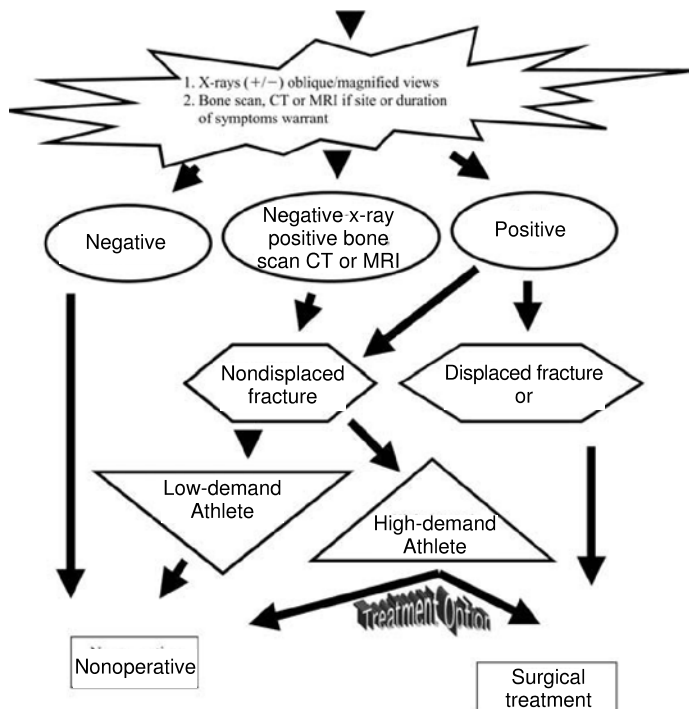 1. X-rays (+/−) oblique/magnified views
2. Bone scan, CT or MRI if site or duration
of symptoms warrant
Negative
Negative x-ray
positive bone
scan CT or MRI
Positive
Nondisplaced
fracture
Displaced fracture
or
Low-demand
Athlete
High-demand
Athlete
Treatment Option
Nonoperative
Surgical
treatment